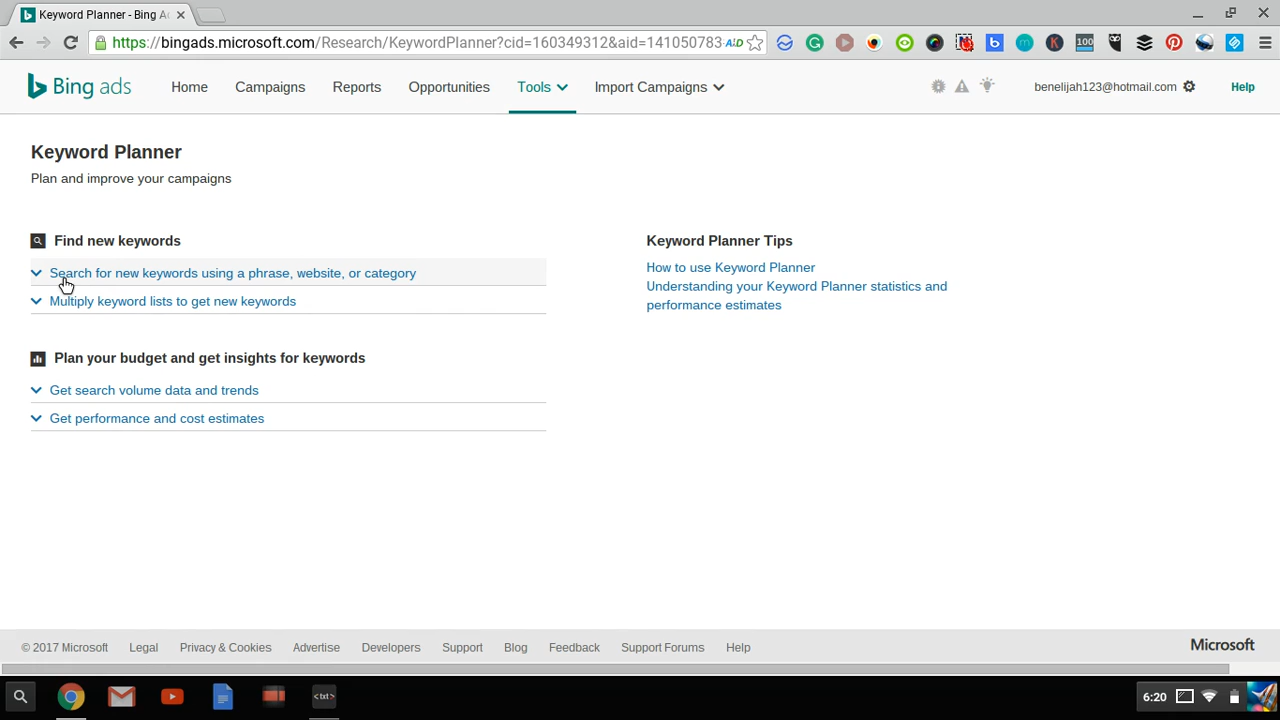 Keyword Planner - Bing A
https://bingads.microsoft.com/Research/KeywordPlanner?cid=160349312&aid=141050783
A/D
100
Bing ads
Home
Campaigns
Reports
Opportunities
Tools
Import Campaigns
benelijah123@hotmail.com
Help
Keyword Planner
Plan and improve your campaigns
Find new keywords
Search for new keywords using a phrase, website, or category
Multiply keyword lists to get new keywords
Plan your budget and get insights for keywords
Get search volume data and trends
Get performance and cost estimates
Keyword Planner Tips
How to use Keyword Planner
Understanding your Keyword Planner statistics and
performance estimates
© 2017 Microsoft
Legal
Privacy & Cookies
Advertise
Developers
Support
Blog
Feedback
Support Forums
Help
Microsoft
<txt>
6:20